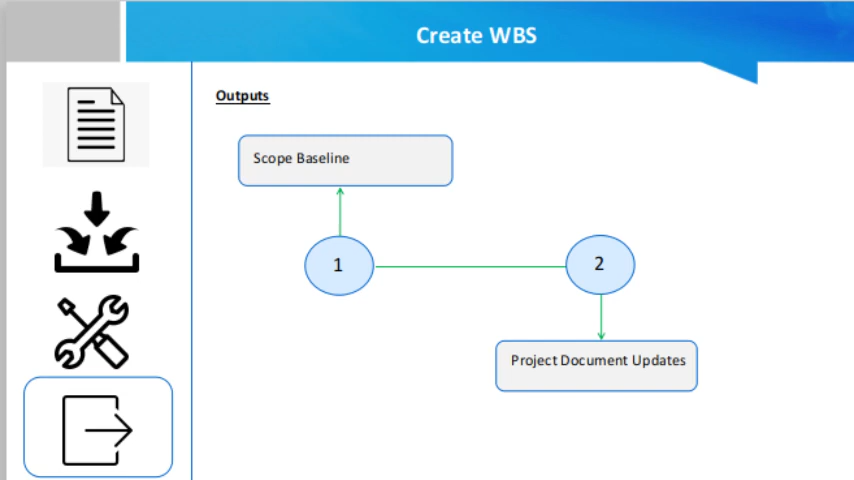 Create WBS
Outputs
Scope Baseline
1
2
Project Document Updates